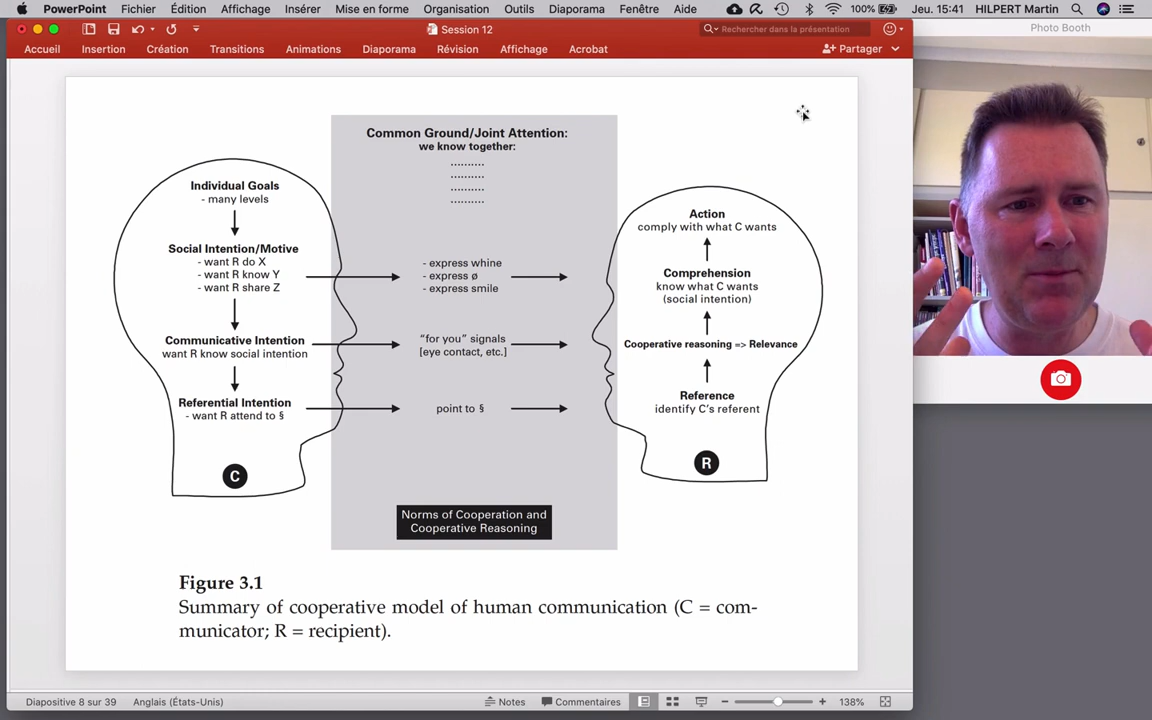 PowerPoint Fichier Édition Affichage Insérer Mise en forme Organisation Outils Diaporama Fenêtre Aide 100% Jeu. 15:41 HILPERT Martin
Photo Booth
Session 12
Rechercher dans la présentation
Accueil Insertion Création Transitions Animations Diaporama Révision Affichage Acrobat Partager
Common Ground/Joint Attention:
we know together:
..........
..........
..........
..........
Individual Goals
- many levels
Social Intention/Motive
- want R do X
- want R know Y
- want R share Z
Communicative Intention
want R know social intention
Referential Intention
- want R attend to §
C
- express whine
- express ø
- express smile
"for you" signals
[eye contact, etc.]
point to §
Norms of Cooperation and
Cooperative Reasoning
Action
comply with what C wants
Comprehension
know what C wants
(social intention)
Cooperative reasoning => Relevance
Reference
identify C's referent
R
Figure 3.1
Summary of cooperative model of human communication (C = com-
municator; R = recipient).
Diapositive 8 sur 39 Anglais (États-Unis) Notes Commentaires 138%